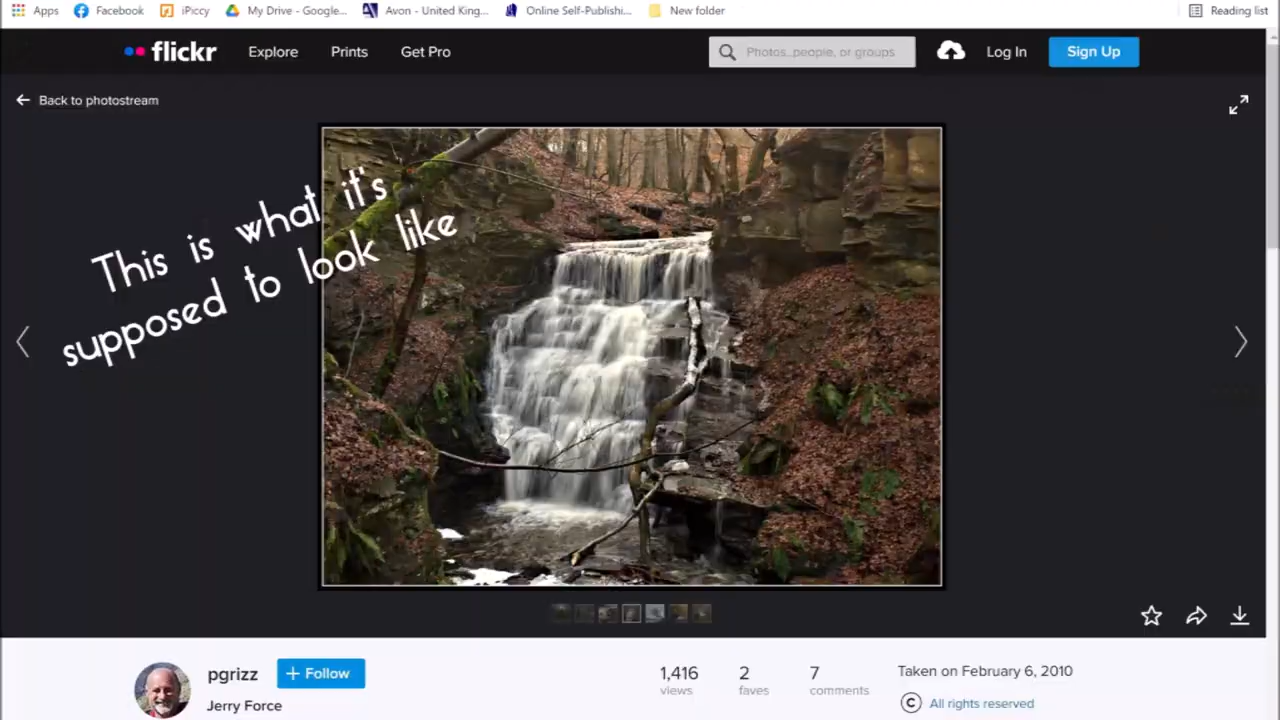 Apps Facebook iPiccy My Drive - Google... Avon - United King... Online Self-Publishi... New folder Reading list
flickr Explore Prints Get Pro Photos, people, or groups Log In Sign Up
Back to photostream
This is what it's
supposed to look like
pgrizz + Follow
Jerry Force
1,416 views
2 faves
7 comments
Taken on February 6, 2010
© All rights reserved